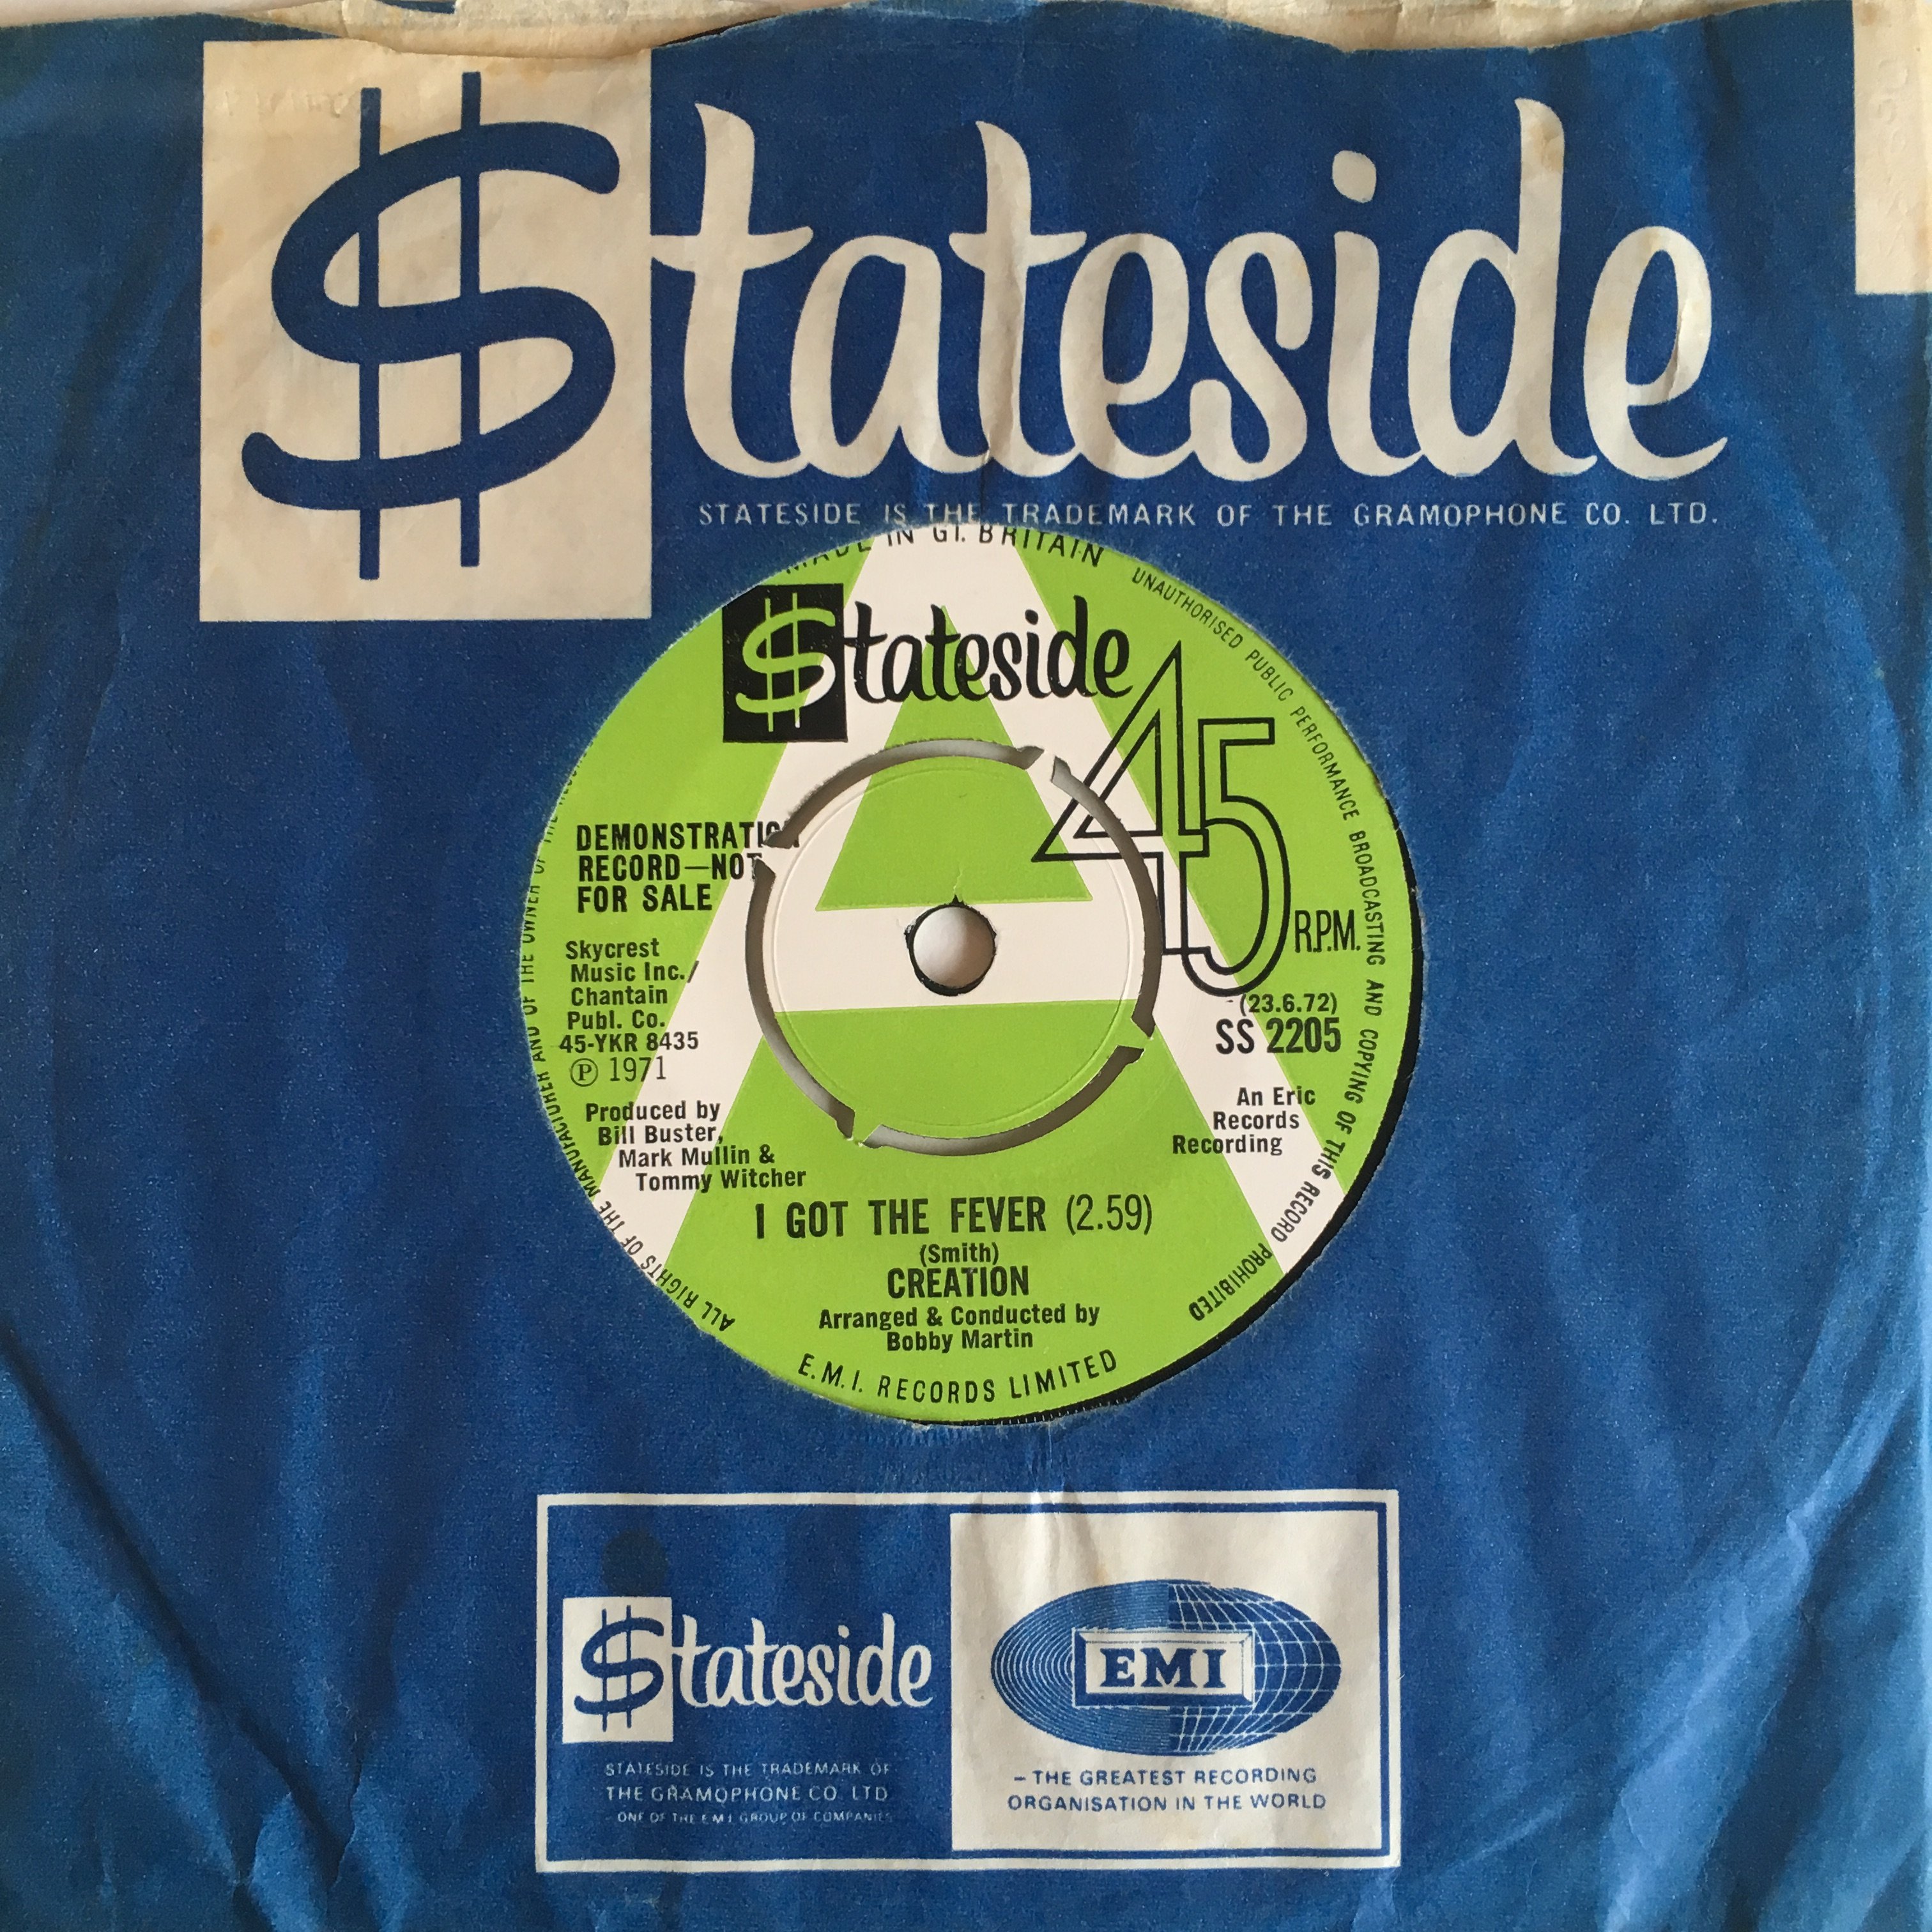 Stateside
STATESIDE IS THE TRADEMARK OF THE GRAMOPHONE CO. LTD.
MADE IN GT. BRITAIN
UNAUTHORISED PUBLIC PERFORMANCE BROADCASTING AND COPYING OF THIS RECORD PROHIBITED
ALL RIGHTS OF THE MANUFACTURER AND OF THE OWNER OF THE
Stateside
A
45
R.P.M.
DEMONSTRATION
RECORD—NOT
FOR SALE
Skycrest
Music Inc./
Chantain
Publ. Co.
45-YKR 8435
℗ 1971
(23.6.72)
SS 2205
Produced by
Bill Buster,
Mark Mullin &
Tommy Witcher
An Eric
Records
Recording
I GOT THE FEVER (2.59)
(Smith)
CREATION
Arranged & Conducted by
Bobby Martin
E.M.I. RECORDS LIMITED
Stateside
STATESIDE IS THE TRADEMARK OF
THE GRAMOPHONE CO. LTD
- ONE OF THE E M I GROUP OF COMPANIES
EMI
– THE GREATEST RECORDING
ORGANISATION IN THE WORLD